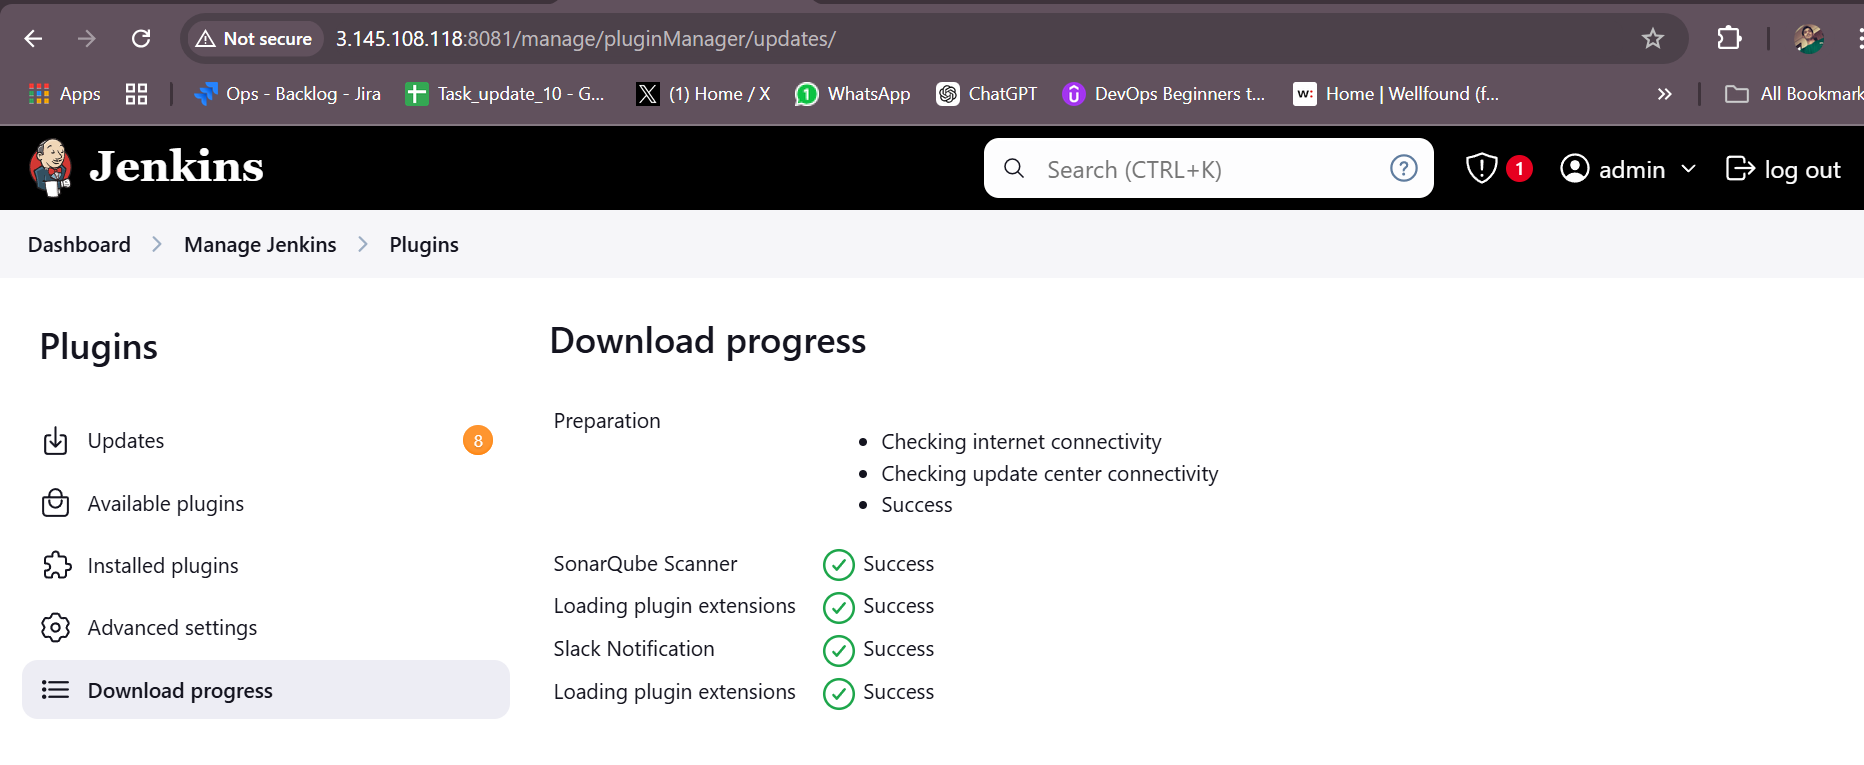 Not secure 3.145.108.118:8081/manage/pluginManager/updates/
Apps Ops - Backlog - Jira Task_update_10 - G... (1) Home / X WhatsApp ChatGPT DevOps Beginners t... w: Home | Wellfound (f... All Bookmark
Jenkins Search (CTRL+K) ? 1 admin log out
Dashboard Manage Jenkins Plugins
Plugins
Updates 8
Available plugins
Installed plugins
Advanced settings
Download progress
Download progress
Preparation
• Checking internet connectivity
• Checking update center connectivity
• Success
SonarQube Scanner Success
Loading plugin extensions Success
Slack Notification Success
Loading plugin extensions Success